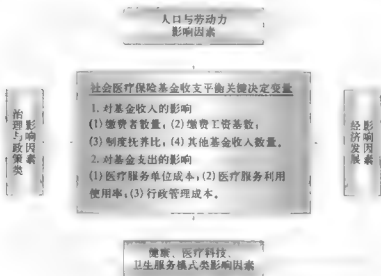 人口与劳动力
影响因素
治理与政策类
影响因素
社会医疗保险基金收支平衡关键决定变量
1. 对基金收入的影响
(1) 缴费者数量；(2) 缴费工资基数；
(3) 制度抚养比；(4) 其他基金收入数量。
2. 对基金支出的影响
(1) 医疗服务单位成本；(2) 医疗服务利用
使用率；(3) 行政管理成本。
经济发展
影响因素
健康、医疗科技、
卫生服务模式类影响因素